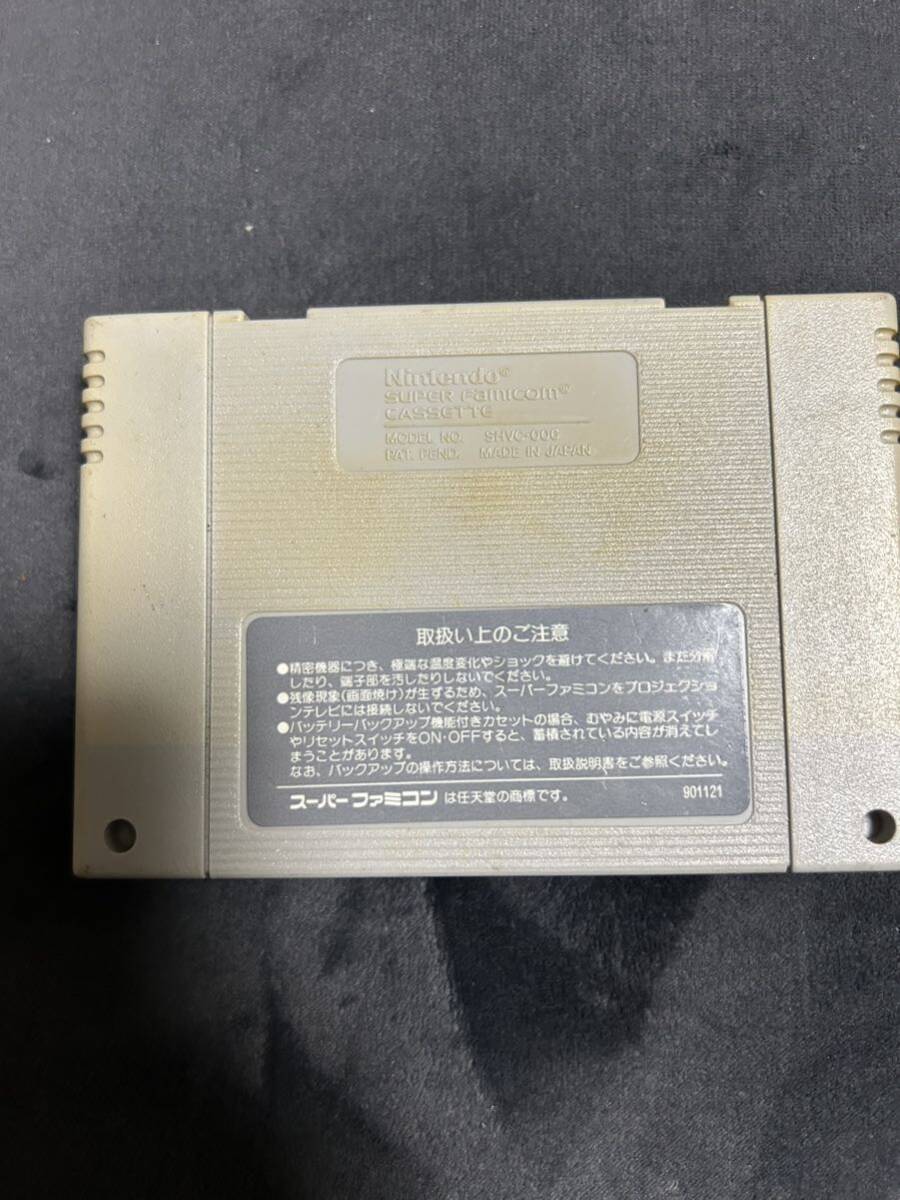 Nintendo®
SUPER FAMICOM®
CASSETTE
MODEL NO. SHVC-006
PAT. PEND. MADE IN JAPAN
取扱い上のご注意
●精密機器につき、極端な温度変化やショックを避けてください。また分解
したり、端子部を汚したりしないでください。
●残像現象(画面焼け)が生ずるため、スーパーファミコンをプロジェクショ
ンテレビには接続しないでください。
●バッテリーバックアップ機能付きカセットの場合、むやみに電源スイッチ
やリセットスイッチをON・OFFすると、蓄積されている内容が消えてし
まうことがあります。
なお、バックアップの操作方法については、取扱説明書をご参照ください。
スーパーファミコン は任天堂の商標です。 901121